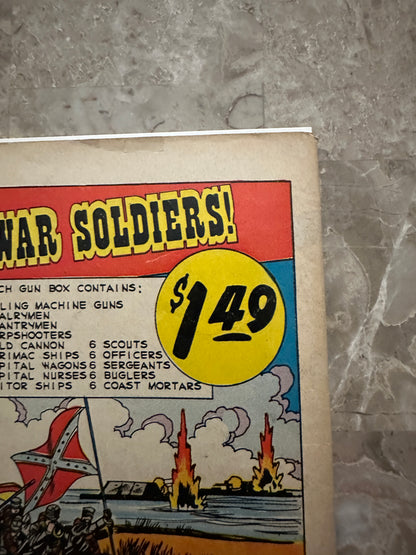 WAR SOLDIERS!
CH GUN BOX CONTAINS:
LING MACHINE GUNS
ALRYMEN
ANTRYMEN
RPSHOOTERS
LD CANNON 6 SCOUTS
RIMAC SHIPS 6 OFFICERS
PITAL WAGONS 6 SERGEANTS
PITAL NURSES 6 BUGLERS
ITOR SHIPS 6 COAST MORTARS
$1.49